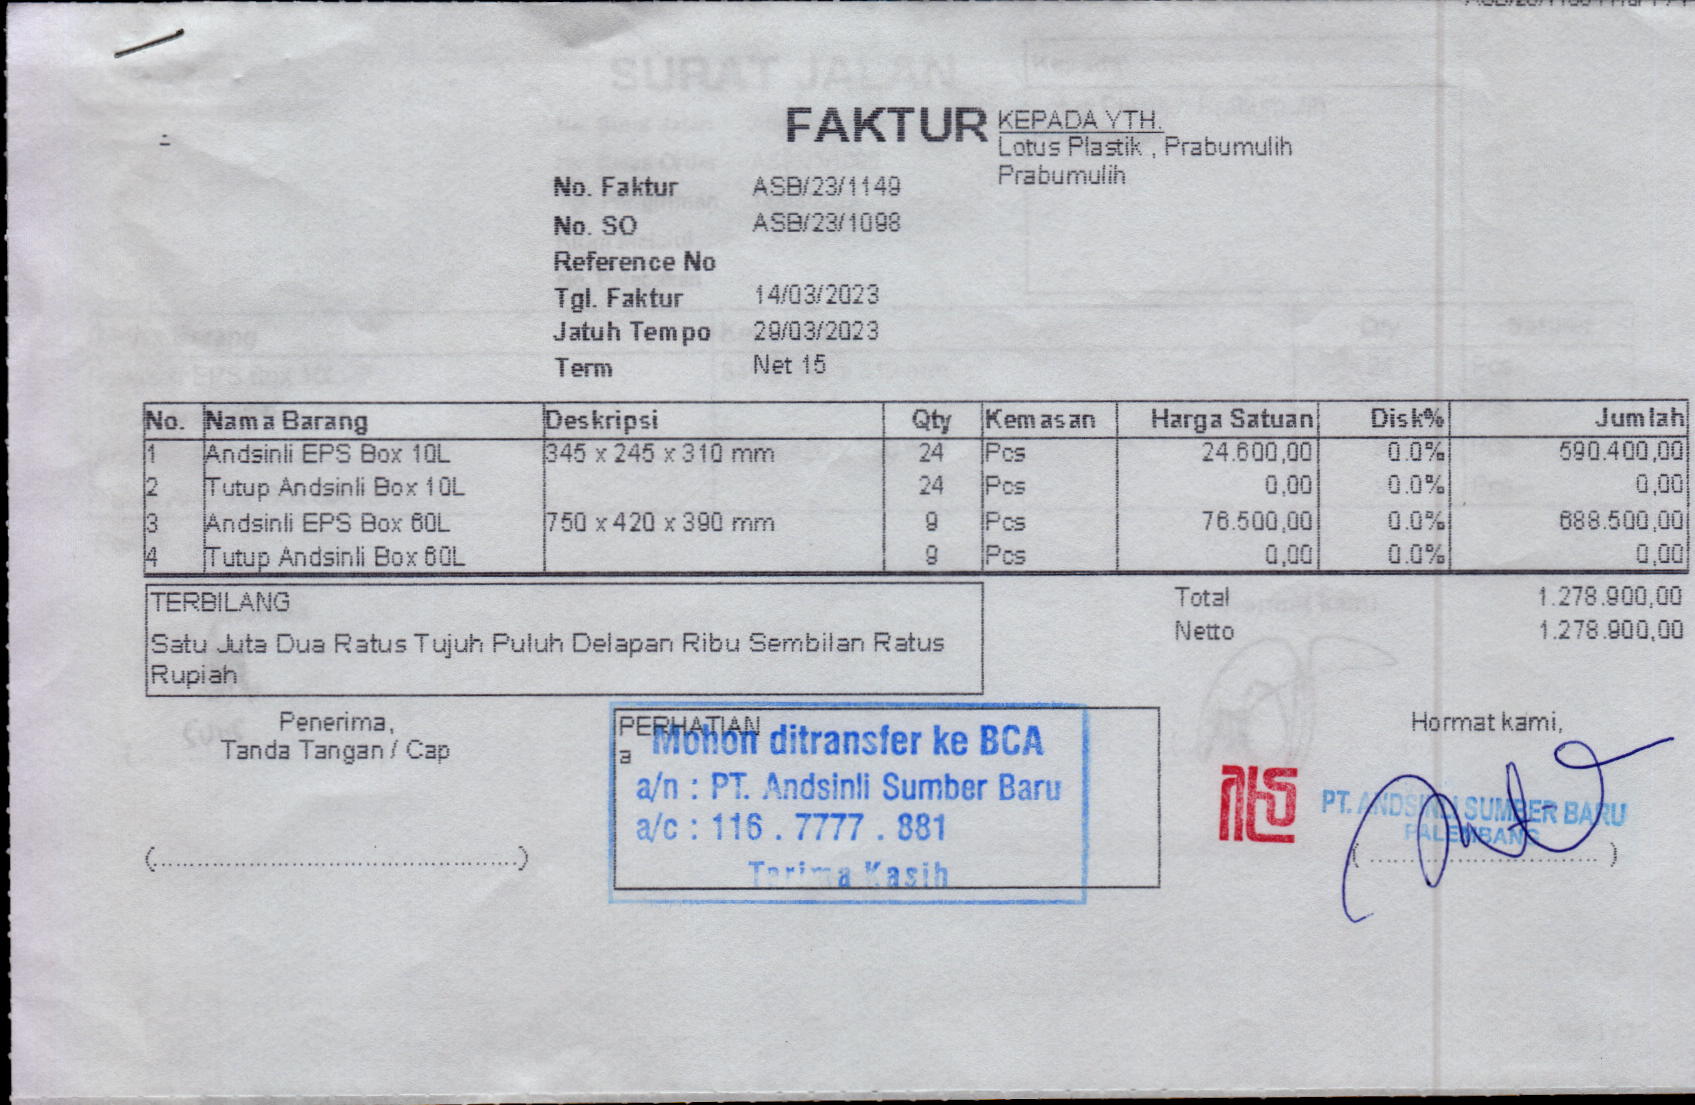 FAKTUR
KEPADA YTH.
Lotus Plastik , Prabumulih
Prabumulih
No. Faktur ASB/23/1149
No. SO ASB/23/1098
Reference No
Tgl. Faktur 14/03/2023
Jatuh Tempo 29/03/2023
Term Net 15
No. Nama Barang Deskripsi Qty Kemasan Harga Satuan Disk% Jumlah
1 Andsinli EPS Box 10L 345 x 245 x 310 mm 24 Pcs 24.600,00 0.0% 590.400,00
2 Tutup Andsinli Box 10L 24 Pcs 0,00 0.0% 0,00
3 Andsinli EPS Box 60L 750 x 420 x 390 mm 9 Pcs 76.500,00 0.0% 688.500,00
4 Tutup Andsinli Box 60L 9 Pcs 0,00 0.0% 0,00
TERBILANG
Satu Juta Dua Ratus Tujuh Puluh Delapan Ribu Sembilan Ratus
Rupiah
Total 1.278.900,00
Netto 1.278.900,00
Penerima,
Tanda Tangan / Cap
(......................................................)
PERHATIAN
a
Mohon ditransfer ke BCA
a/n : PT. Andsinli Sumber Baru
a/c : 116 . 7777 . 881
Terima Kasih
Hormat kami,
PT. ANDSINLI SUMBER BARU
PALEMBANG
(..................................)
SURAT JALAN